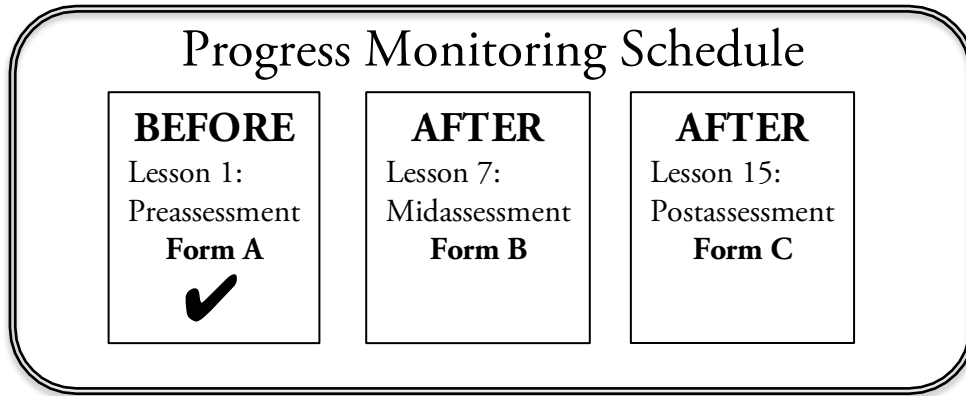 Progress Monitoring Schedule
BEFORE
Lesson 1:
Preassessment
Form A
AFTER
Lesson 7:
Midassessment
Form B
AFTER
Lesson 15:
Postassessment
Form C